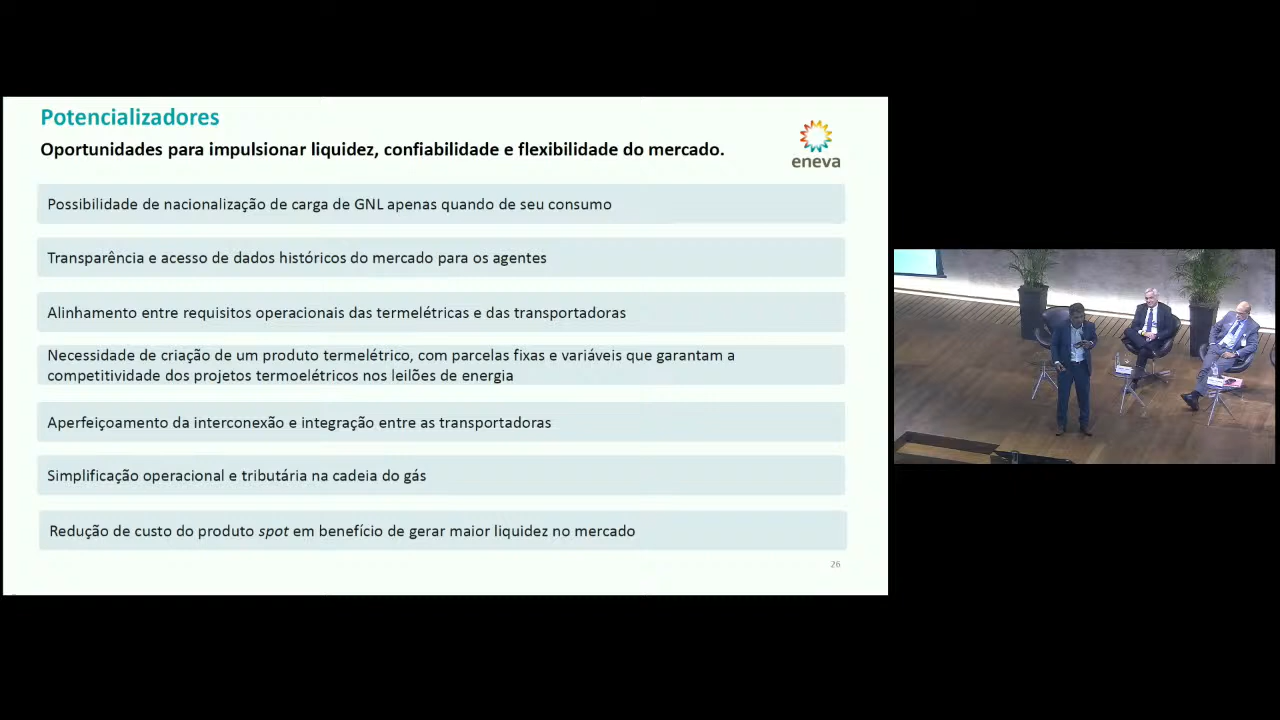 Potencializadores
Oportunidades para impulsionar liquidez, confiabilidade e flexibilidade do mercado.
eneva
Possibilidade de nacionalização de carga de GNL apenas quando de seu consumo
Transparência e acesso de dados históricos do mercado para os agentes
Alinhamento entre requisitos operacionais das termelétricas e das transportadoras
Necessidade de criação de um produto termelétrico, com parcelas fixas e variáveis que garantam a
competitividade dos projetos termoelétricos nos leilões de energia
Aperfeiçoamento da interconexão e integração entre as transportadoras
Simplificação operacional e tributária na cadeia do gás
Redução de custo do produto spot em benefício de gerar maior liquidez no mercado
26